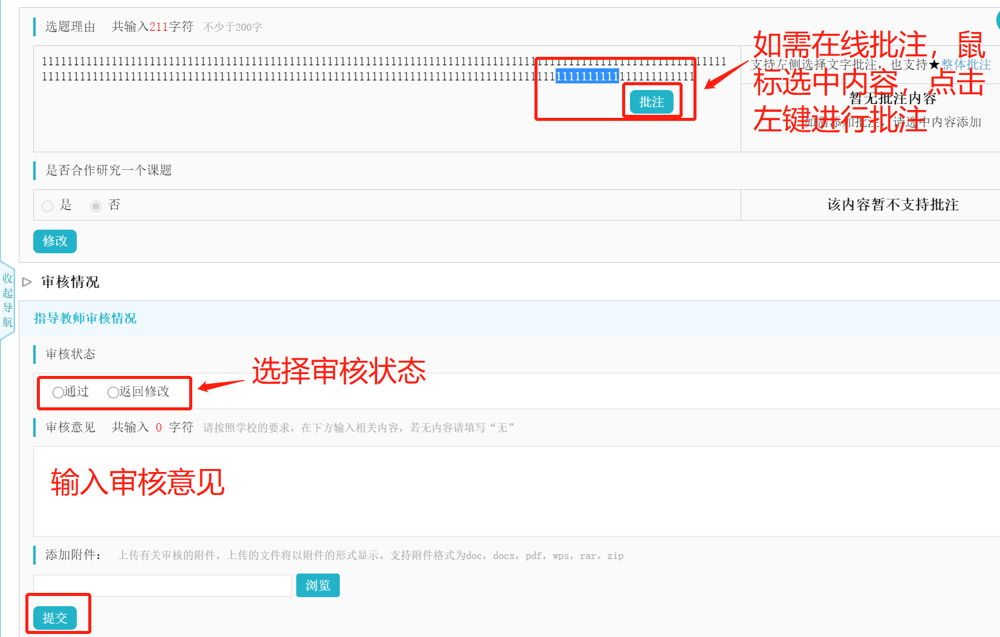 选题理由 共输入211字符 不少于200字
如需在线批注，鼠
支持左侧选择文字批注，也支持★整体批注
标选中内容，点击
暂无批注内容
左键进行批注
如需添加批注，请选中内容添加
批注
是否合作研究一个课题
是 否
该内容暂不支持批注
修改
收起导航
审核情况
指导教师审核情况
审核状态
选择审核状态
通过 返回修改
审核意见 共输入 0 字符 请按照学校的要求，在下方输入相关内容，若无内容请填写“无”
输入审核意见
添加附件： 上传有关审核的附件，上传的文件将以附件的形式显示。支持附件格式为doc，docx，pdf，wps，rar，zip
浏览
提交